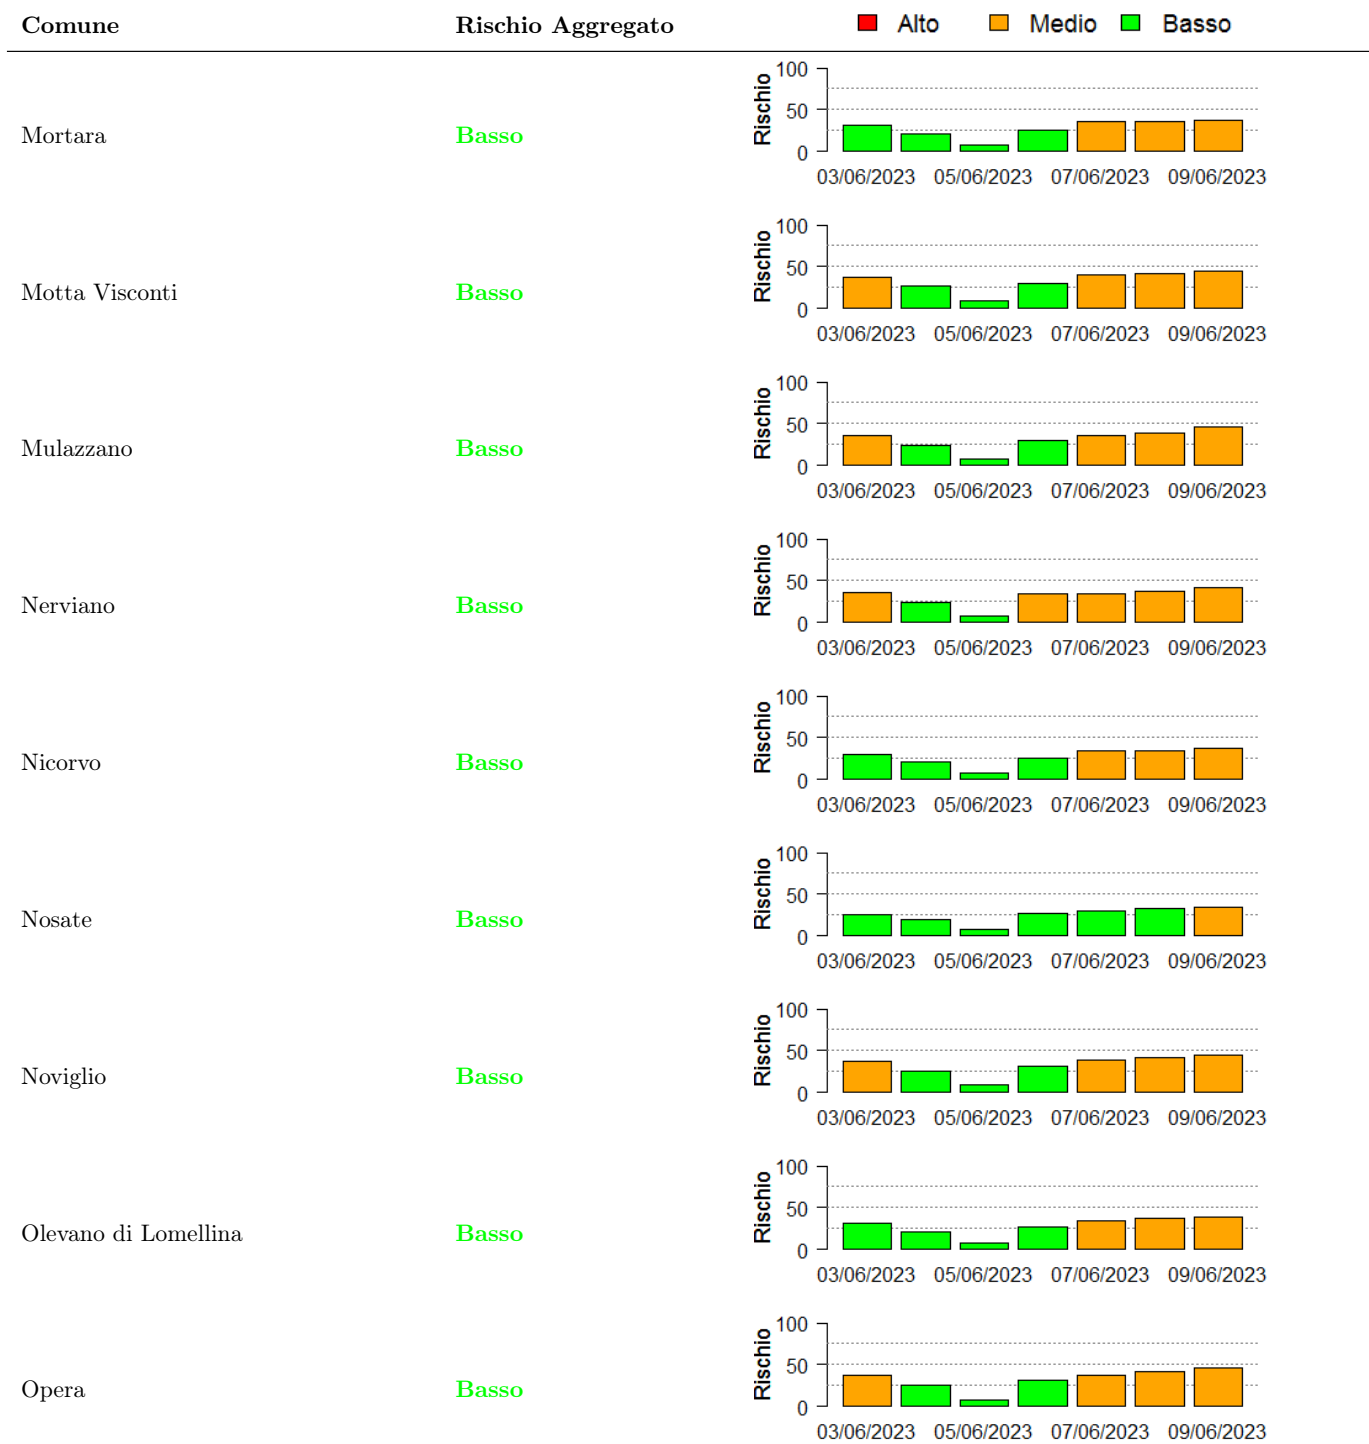 Comune Rischio Aggregato Alto Medio Basso
100
50
0
Rischio
Mortara Basso
03/06/2023 05/06/2023 07/06/2023 09/06/2023
100
50
0
Rischio
Motta Visconti Basso
03/06/2023 05/06/2023 07/06/2023 09/06/2023
100
50
0
Rischio
Mulazzano Basso
03/06/2023 05/06/2023 07/06/2023 09/06/2023
100
50
0
Rischio
Nerviano Basso
03/06/2023 05/06/2023 07/06/2023 09/06/2023
100
50
0
Rischio
Nicorvo Basso
03/06/2023 05/06/2023 07/06/2023 09/06/2023
100
50
0
Rischio
Nosate Basso
03/06/2023 05/06/2023 07/06/2023 09/06/2023
100
50
0
Rischio
Noviglio Basso
03/06/2023 05/06/2023 07/06/2023 09/06/2023
100
50
0
Rischio
Olevano di Lomellina Basso
03/06/2023 05/06/2023 07/06/2023 09/06/2023
100
50
0
Rischio
Opera Basso
03/06/2023 05/06/2023 07/06/2023 09/06/2023